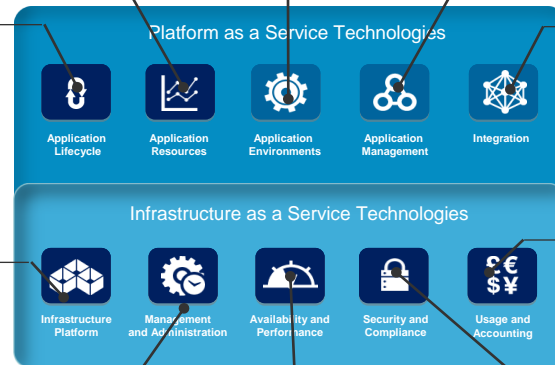 Platform as a Service Technologies
Application
Lifecycle
Application
Resources
Application
Environments
Application
Management
Integration
Infrastructure as a Service Technologies
£€
$¥
Infrastructure
Platform
Management
and Administration
Availability and
Performance
Security and
Compliance
Usage and
Accounting